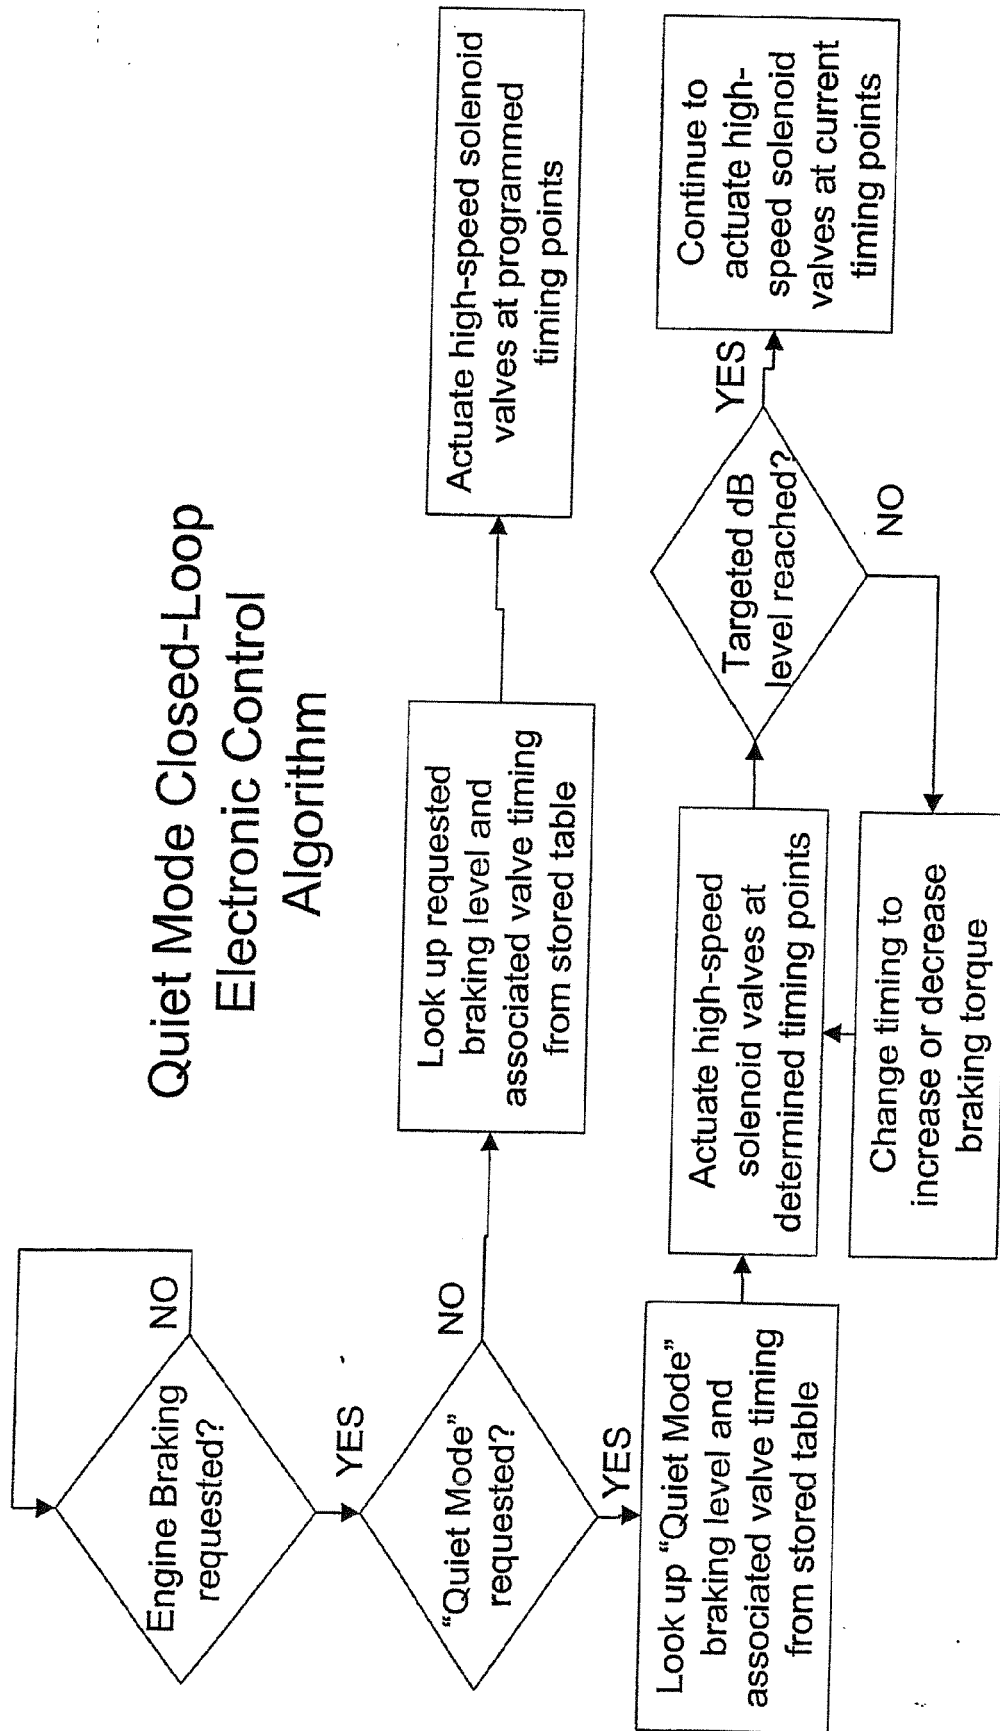 Quiet Mode Closed-Loop
Electronic Control
Algorithm
Engine Braking
requested?
NO
YES
“Quiet Mode”
requested?
NO
Look up requested
braking level and
associated valve timing
from stored table
Actuate high-speed solenoid
valves at programmed
timing points
YES
Look up “Quiet Mode”
braking level and
associated valve timing
from stored table
Actuate high-speed
solenoid valves at
determined timing points
Targeted dB
level reached?
YES
Continue to
actuate high-
speed solenoid
valves at current
timing points
NO
Change timing to
increase or decrease
braking torque